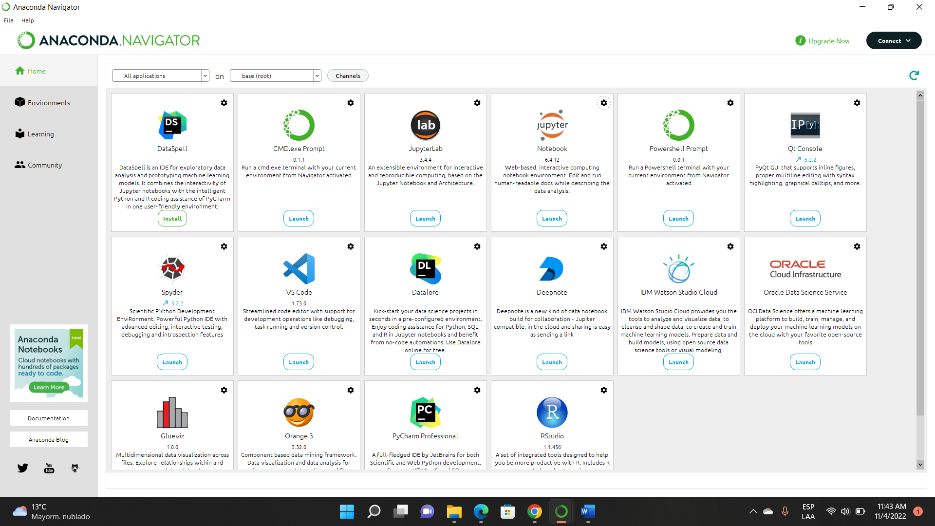 Anaconda Navigator
File Help
ANACONDA.NAVIGATOR
Upgrade Now
Connect
Home
Environments
Learning
Community
All applications
on
base (root)
Channels
DS
DataSpell
DataSpell is an IDE for exploratory data
analysis and prototyping machine learning
models. It combines the interactivity of
Jupyter notebooks with the intelligent
Python and R coding assistance of PyCharm
in one user-friendly environment.
Install
CMD.exe Prompt
0.1.1
Run a cmd.exe terminal with your current
environment from Navigator activated
Launch
lab
JupyterLab
3.4.4
An extensible environment for interactive
and reproducible computing, based on the
Jupyter Notebook and Architecture.
Launch
jupyter
Notebook
6.4.12
Web-based, interactive computing
notebook environment. Edit and run
human-readable docs while describing the
data analysis.
Launch
Powershell Prompt
0.0.1
Run a Powershell terminal with your
current environment from Navigator
activated
Launch
IP[y]:
Qt Console
5.2.2
PyQt GUI that supports inline figures,
proper multiline editing with syntax
highlighting, graphical calltips, and more.
Launch
Spyder
5.2.2
Scientific PYthon Development
EnviRonment. Powerful Python IDE with
advanced editing, interactive testing,
debugging and introspection features
Launch
VS Code
1.73.0
Streamlined code editor with support for
development operations like debugging,
task running and version control.
Launch
DL
Datalore
Kick-start your data science projects in
seconds in a pre-configured environment.
Enjoy coding assistance for Python, SQL,
and R in Jupyter notebooks and benefit
from no-code automations. Use Datalore
online for free.
Launch
Deepnote
Deepnote is a new kind of data notebook
built for collaboration - Jupyter
compatible, in the cloud and sharing is easy
as sending a link
Launch
IBM Watson Studio Cloud
IBM Watson Studio Cloud provides you the
tools to analyze and visualize data, to
cleanse and shape data, to create and train
machine learning models. Prepare data and
build models, using open source data
science tools or visual modeling.
Launch
ORACLE
Cloud Infrastructure
Oracle Data Science Service
OCI Data Science offers a machine learning
platform to build, train, manage, and
deploy your machine learning models on
the cloud with your favorite open-source
tools
Launch
Glueviz
1.0.0
Multidimensional data visualization across
files. Explore relationships within and
Orange 3
3.32.0
Component based data mining framework.
Data visualization and data analysis for
PC
PyCharm Professional
A full-fledged IDE by JetBrains for both
Scientific and Web Python development.
R
RStudio
1.1.456
A set of integrated tools designed to help
you be more productive with R. Includes R
Anaconda
Notebooks
Cloud notebooks with
hundreds of packages
ready to code.
Learn More
Documentation
Anaconda Blog
13°C
Mayorm. nublado
ESP
LAA
11:43 AM
11/4/2022
1